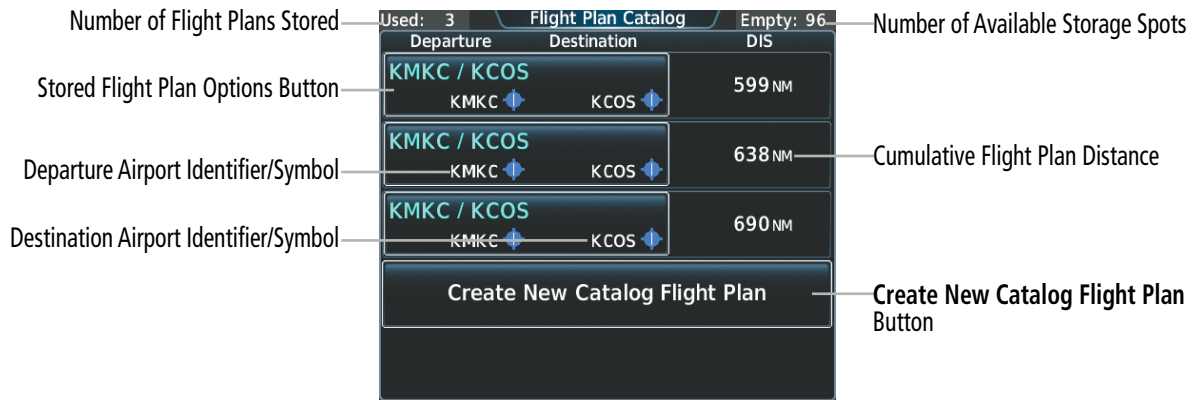 Number of Flight Plans Stored
Used: 3
Flight Plan Catalog
Empty: 96
Number of Available Storage Spots
Departure
Destination
DIS
Stored Flight Plan Options Button
KMKC / KCOS
KMKC
KCOS
599 NM
Departure Airport Identifier/Symbol
KMKC / KCOS
KMKC
KCOS
638 NM
Cumulative Flight Plan Distance
Destination Airport Identifier/Symbol
KMKC / KCOS
KMKC
KCOS
690 NM
Create New Catalog Flight Plan
Create New Catalog Flight Plan
Button